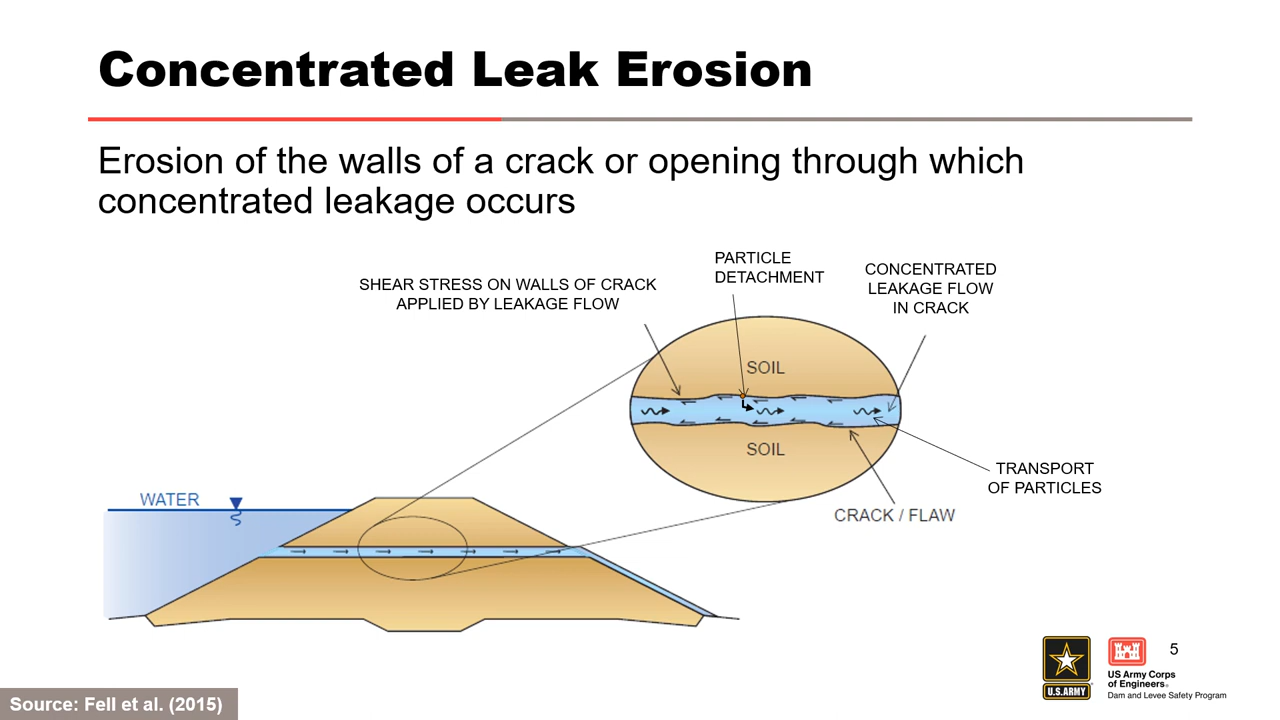 Concentrated Leak Erosion
Erosion of the walls of a crack or opening through which
concentrated leakage occurs
SHEAR STRESS ON WALLS OF CRACK
APPLIED BY LEAKAGE FLOW
PARTICLE
DETACHMENT
CONCENTRATED
LEAKAGE FLOW
IN CRACK
SOIL
SOIL
TRANSPORT
OF PARTICLES
CRACK / FLAW
WATER
U.S.ARMY
US Army Corps
of Engineers®
Dam and Levee Safety Program
5
Source: Fell et al. (2015)